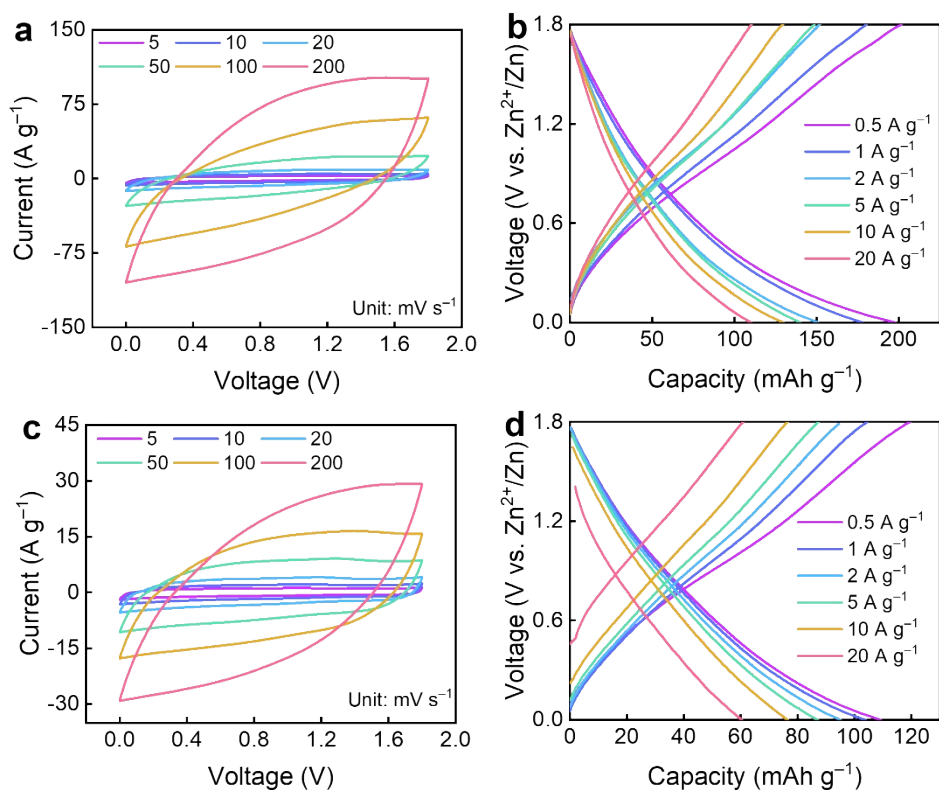 a
5 10 20
50 100 200
150
75
0
-75
-150
Current (A g⁻¹)
Unit: mV s⁻¹
0.0 0.4 0.8 1.2 1.6 2.0
Voltage (V)
b
1.8
1.2
0.6
0.0
Voltage (V vs. Zn²⁺/Zn)
0.5 A g⁻¹
1 A g⁻¹
2 A g⁻¹
5 A g⁻¹
10 A g⁻¹
20 A g⁻¹
0 50 100 150 200
Capacity (mAh g⁻¹)
c
5 10 20
50 100 200
45
30
15
0
-15
-30
Current (A g⁻¹)
Unit: mV s⁻¹
0.0 0.4 0.8 1.2 1.6 2.0
Voltage (V)
d
1.8
1.2
0.6
0.0
Voltage (V vs. Zn²⁺/Zn)
0.5 A g⁻¹
1 A g⁻¹
2 A g⁻¹
5 A g⁻¹
10 A g⁻¹
20 A g⁻¹
0 20 40 60 80 100 120
Capacity (mAh g⁻¹)